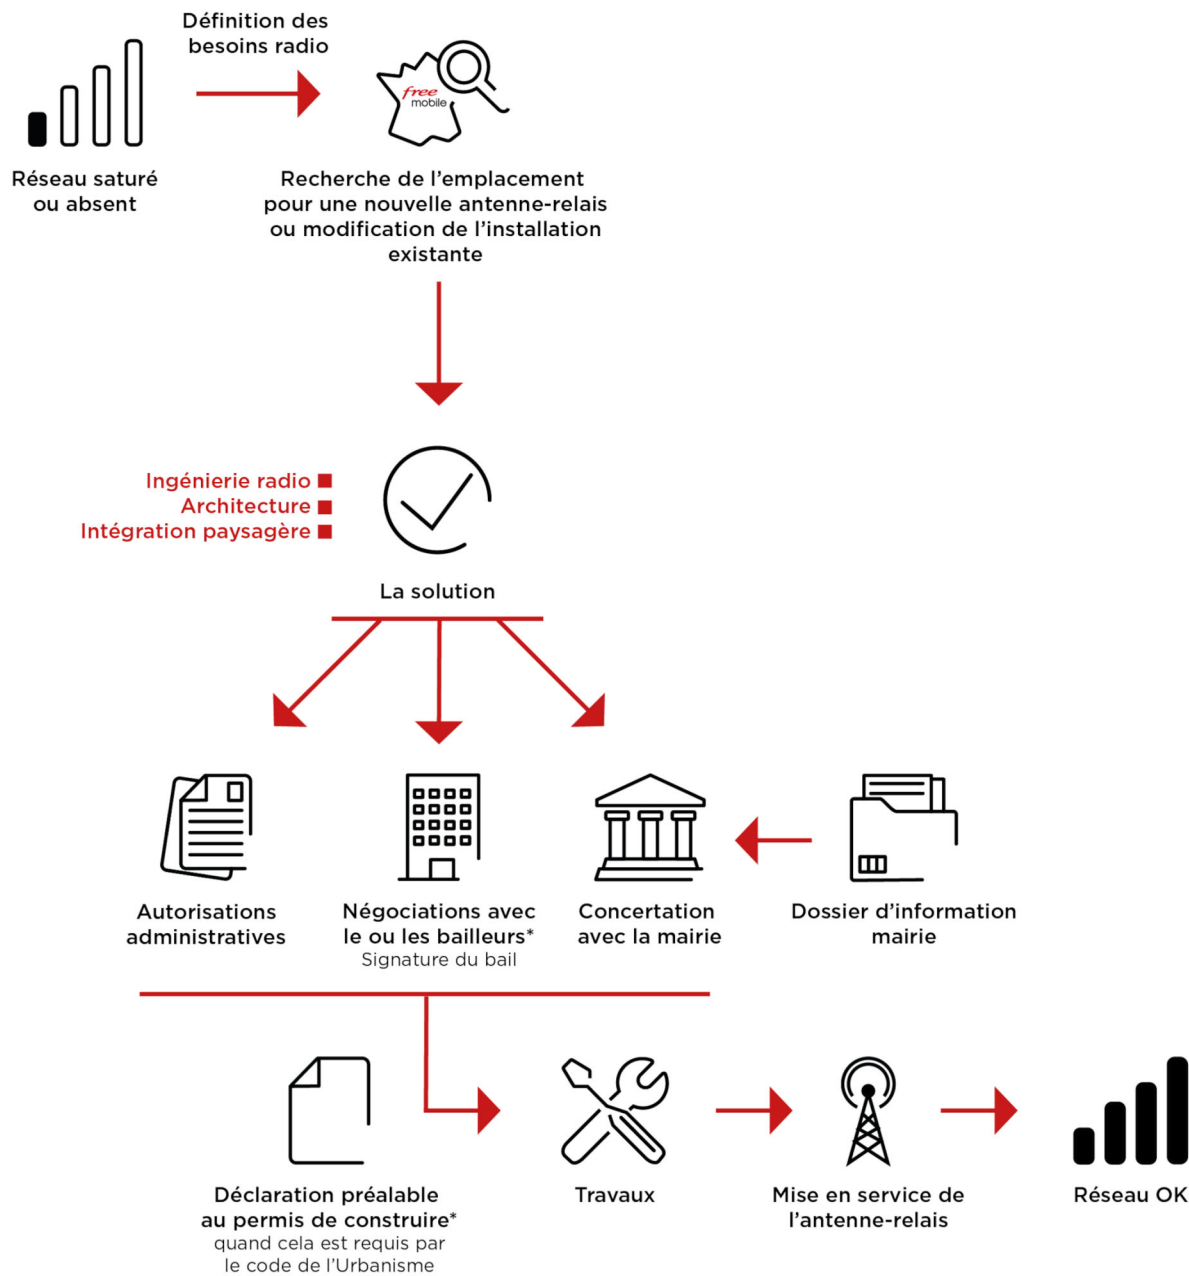 Définition des
besoins radio
free
mobile
Réseau saturé
ou absent
Recherche de l’emplacement
pour une nouvelle antenne-relais
ou modification de l’installation
existante
Ingénierie radio
Architecture
Intégration paysagère
La solution
Autorisations
administratives
Négociations avec
le ou les bailleurs*
Signature du bail
Concertation
avec la mairie
Dossier d’information
mairie
Déclaration préalable
au permis de construire*
quand cela est requis par
le code de l’Urbanisme
Travaux
Mise en service de
l’antenne-relais
Réseau OK